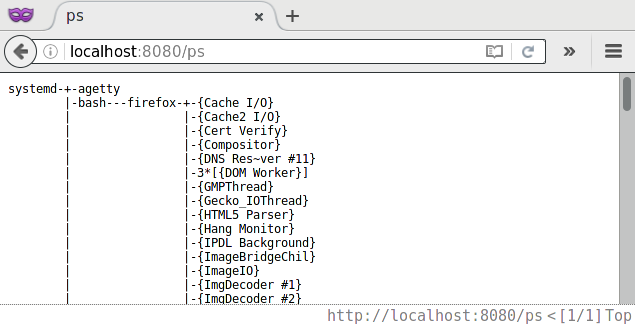 ps
localhost:8080/ps
systemd-+-agetty
        |-bash---firefox-+-{Cache I/O}
        |                |-{Cache2 I/O}
        |                |-{Cert Verify}
        |                |-{Compositor}
        |                |-{DNS Res~ver #11}
        |                |-3*[{DOM Worker}]
        |                |-{GMPThread}
        |                |-{Gecko_IOThread}
        |                |-{HTML5 Parser}
        |                |-{Hang Monitor}
        |                |-{IPDL Background}
        |                |-{ImageBridgeChil}
        |                |-{ImageIO}
        |                |-{ImgDecoder #1}
        |                |-{ImgDecoder #2}
http://localhost:8080/ps <[1/1]Top